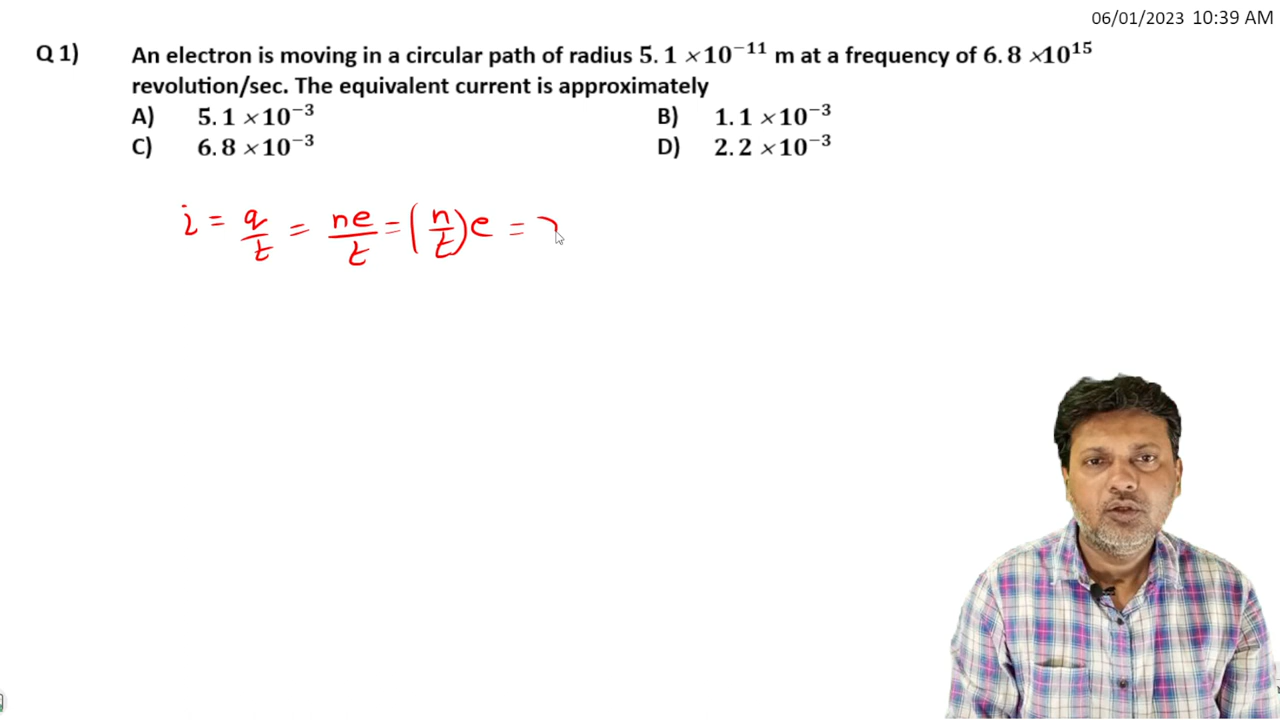 06/01/2023 10:39 AM
Q 1) An electron is moving in a circular path of radius 5.1 ×10⁻¹¹ m at a frequency of 6.8 ×10¹⁵
revolution/sec. The equivalent current is approximately
A) 5.1 ×10⁻³ B) 1.1 ×10⁻³
C) 6.8 ×10⁻³ D) 2.2 ×10⁻³
i = q/t = ne/t = (n/t)e =